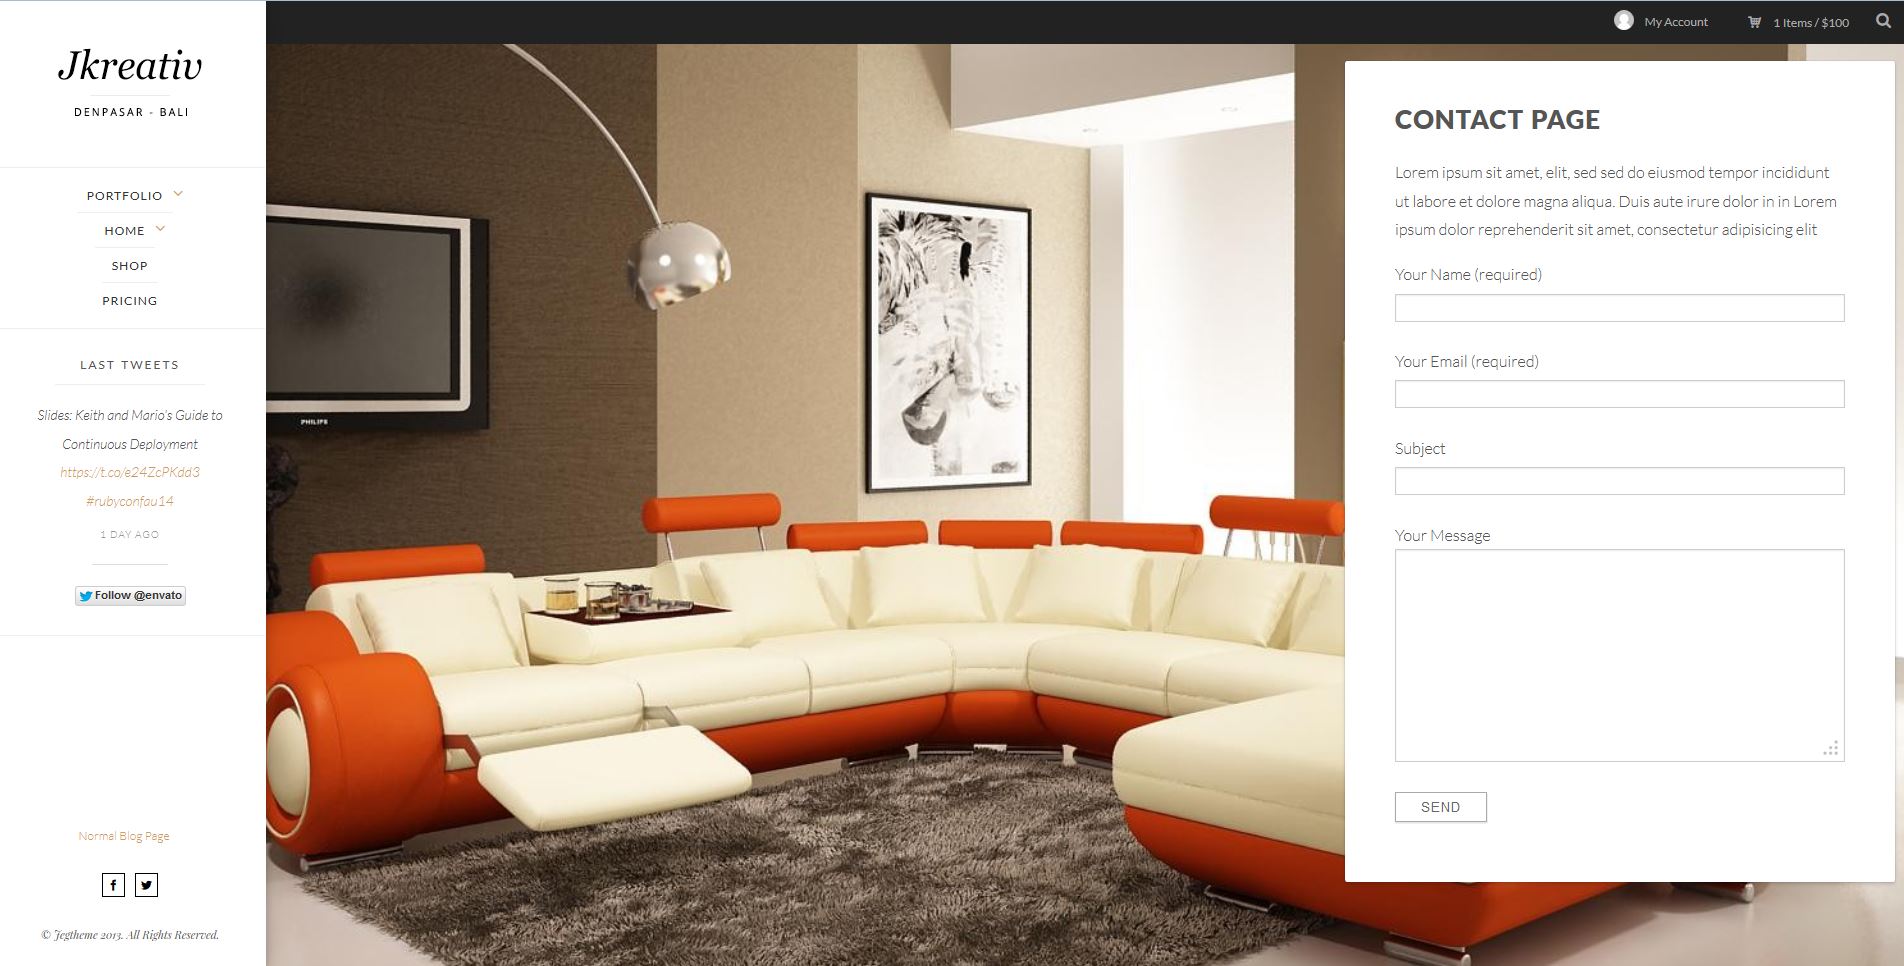 Jkreativ
DENPASAR - BALI
PORTFOLIO
HOME
SHOP
PRICING
LAST TWEETS
Slides: Keith and Mario's Guide to
Continuous Deployment
https://t.co/e24ZcPKdd3
#rubyconfau14
1 DAY AGO
Follow @envato
Normal Blog Page
© Jegtheme 2013. All Rights Reserved.
My Account
1 Items / $100
PHILIPS
CONTACT PAGE
Lorem ipsum sit amet, elit, sed sed do eiusmod tempor incididunt
ut labore et dolore magna aliqua. Duis aute irure dolor in in Lorem
ipsum dolor reprehenderit sit amet, consectetur adipisicing elit
Your Name (required)
Your Email (required)
Subject
Your Message
SEND